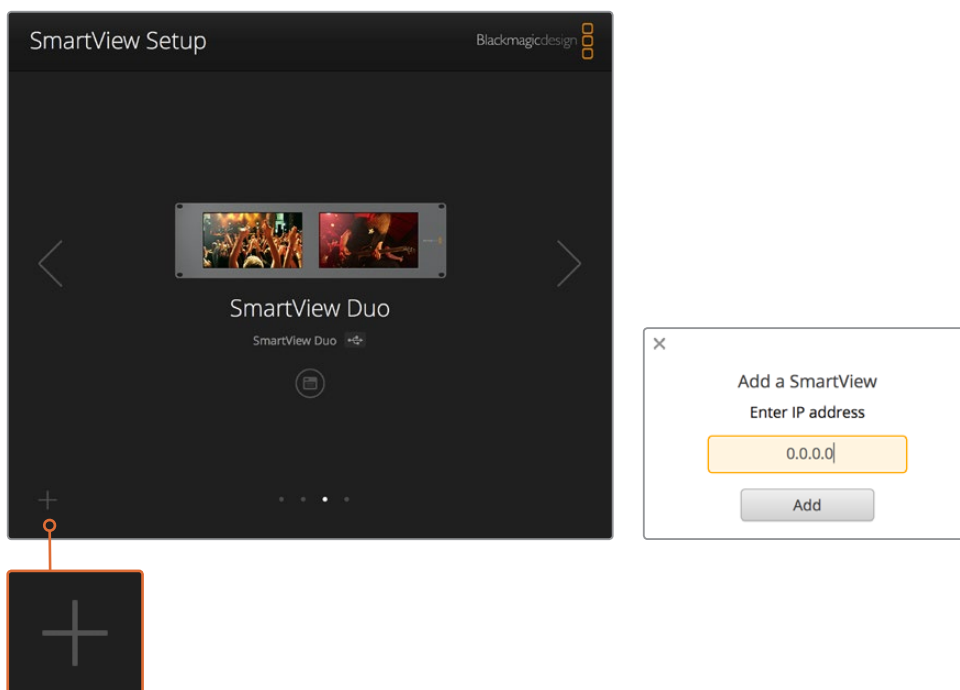 SmartView Setup
Blackmagicdesign
SmartView Duo
SmartView Duo
Add a SmartView
Enter IP address
0.0.0.0
Add